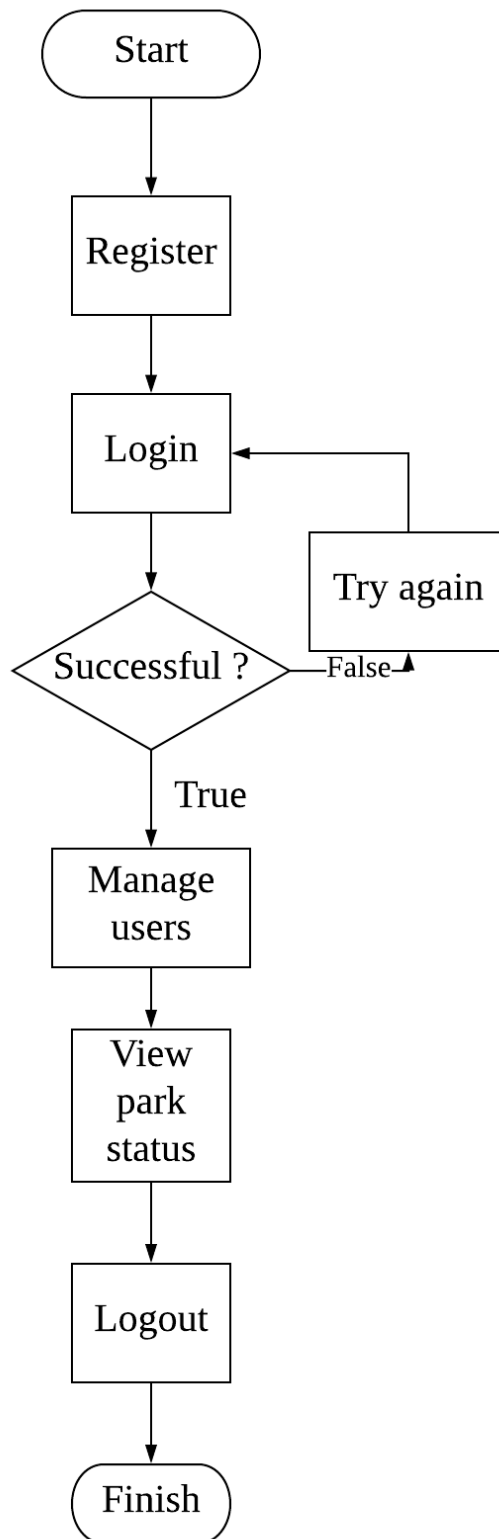 Start
Register
Login
Try again
Successful ?
False
True
Manage
users
View
park
status
Logout
Finish